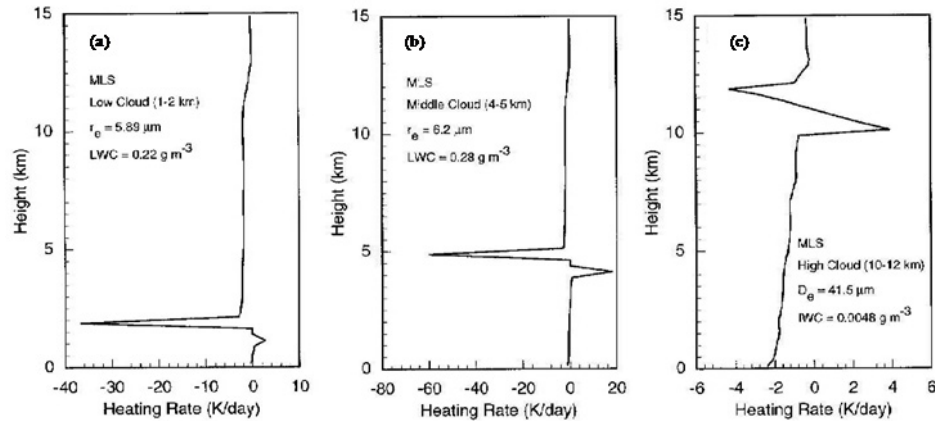 (a)
MLS
Low Cloud (1-2 km)
re = 5.89 μm
LWC = 0.22 g m-3
Height (km)
15
10
5
0
-40 -30 -20 -10 0 10
Heating Rate (K/day)
(b)
MLS
Middle Cloud (4-5 km)
re = 6.2 μm
LWC = 0.28 g m-3
Height (km)
15
10
5
0
-80 -60 -40 -20 0 20
Heating Rate (K/day)
(c)
MLS
High Cloud (10-12 km)
De = 41.5 μm
IWC = 0.0048 g m-3
Height (km)
15
10
5
0
-6 -4 -2 0 2 4 6
Heating Rate (K/day)